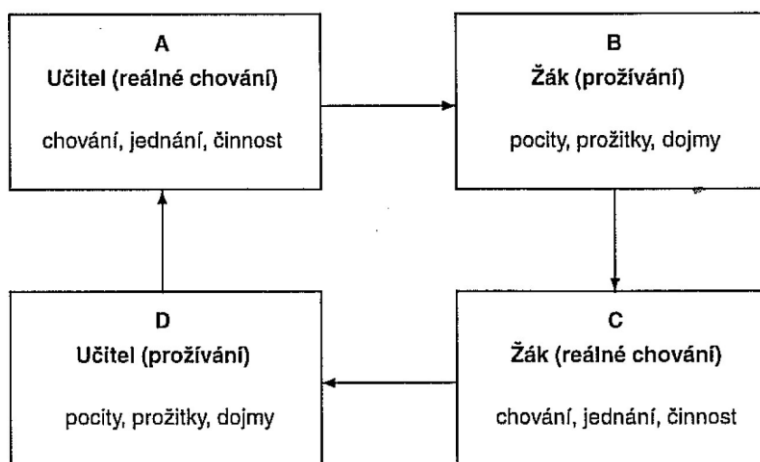 A
Učitel (reálné chování)
chování, jednání, činnost
B
Žák (prožívání)
pocity, prožitky, dojmy
D
Učitel (prožívání)
pocity, prožitky, dojmy
C
Žák (reálné chování)
chování, jednání, činnost